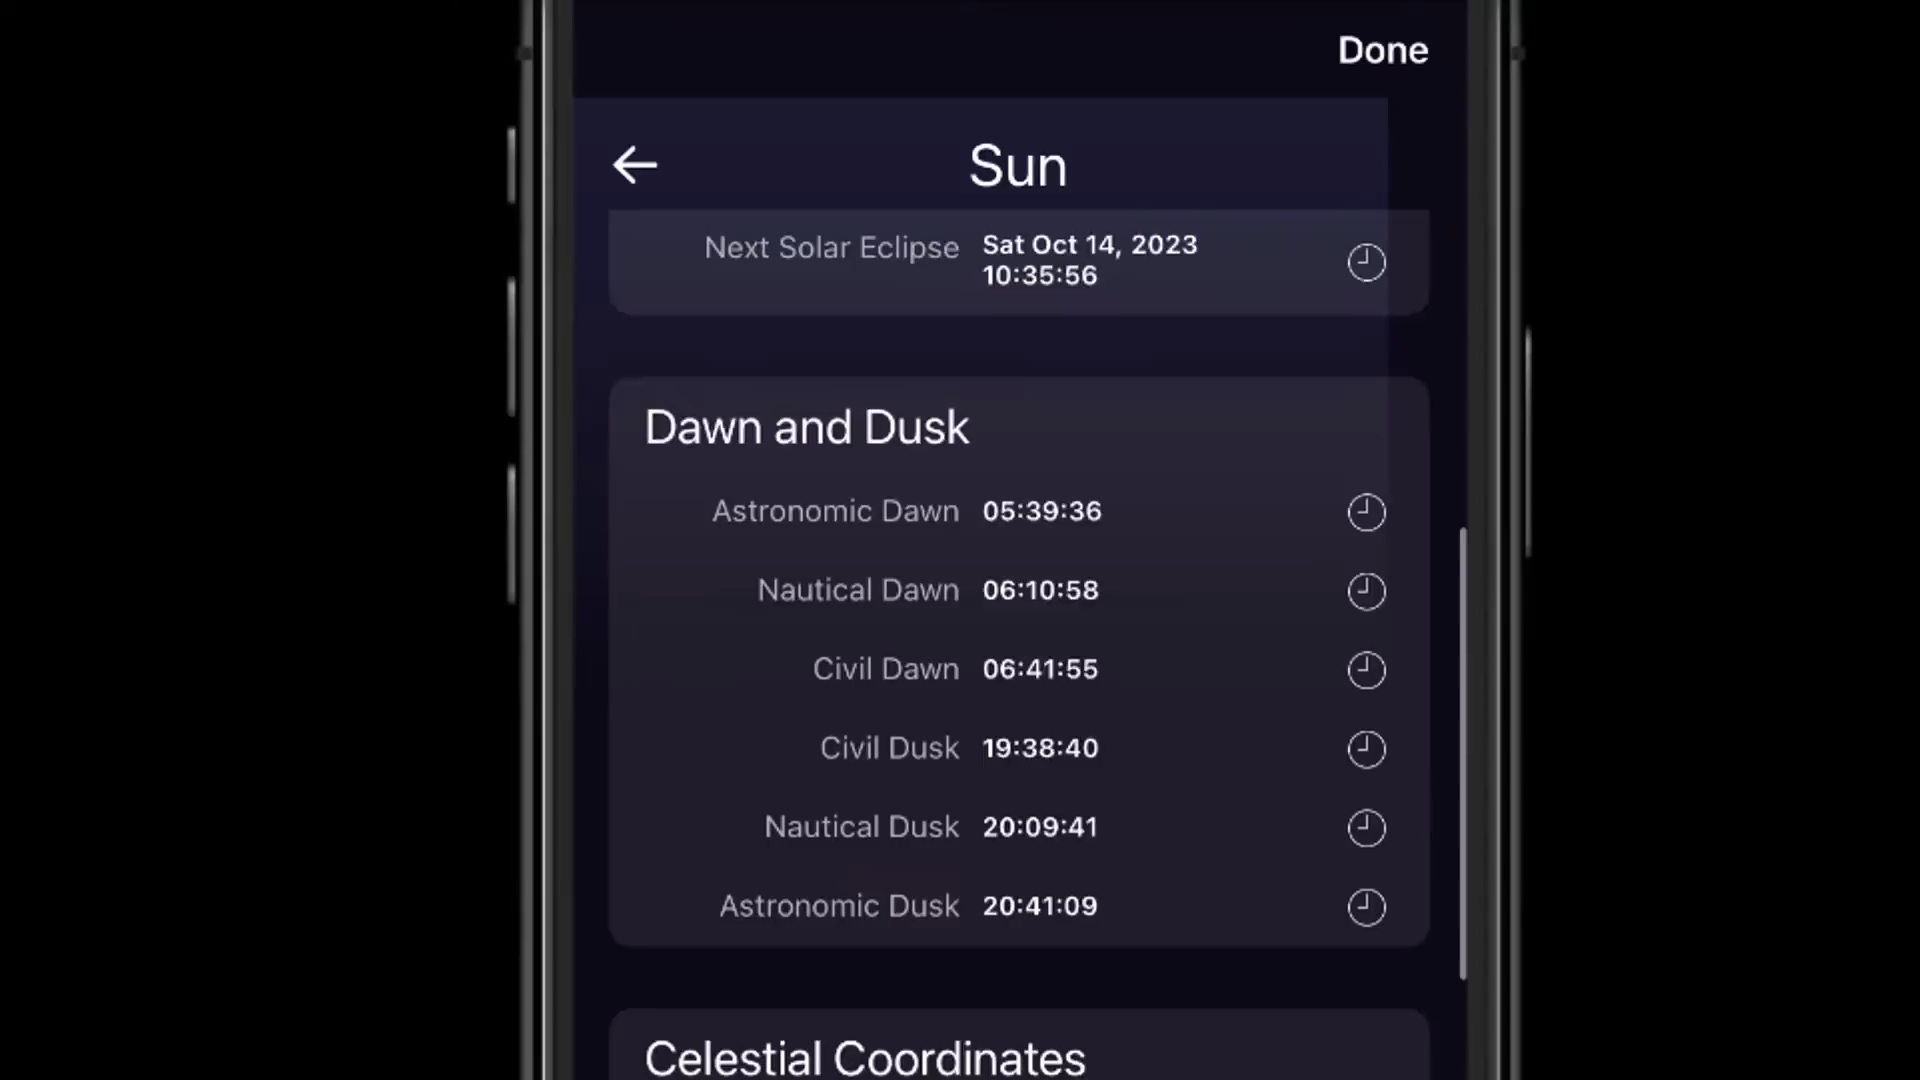 Done
Sun
Next Solar Eclipse Sat Oct 14, 2023
10:35:56
Dawn and Dusk
Astronomic Dawn 05:39:36
Nautical Dawn 06:10:58
Civil Dawn 06:41:55
Civil Dusk 19:38:40
Nautical Dusk 20:09:41
Astronomic Dusk 20:41:09
Celestial Coordinates